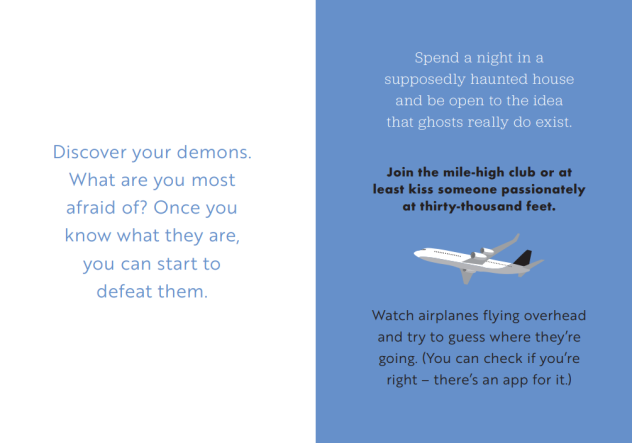 Discover your demons.
What are you most
afraid of? Once you
know what they are,
you can start to
defeat them.
Spend a night in a
supposedly haunted house
and be open to the idea
that ghosts really do exist.
Join the mile-high club or at
least kiss someone passionately
at thirty-thousand feet.
Watch airplanes flying overhead
and try to guess where they’re
going. (You can check if you’re
right – there’s an app for it.)